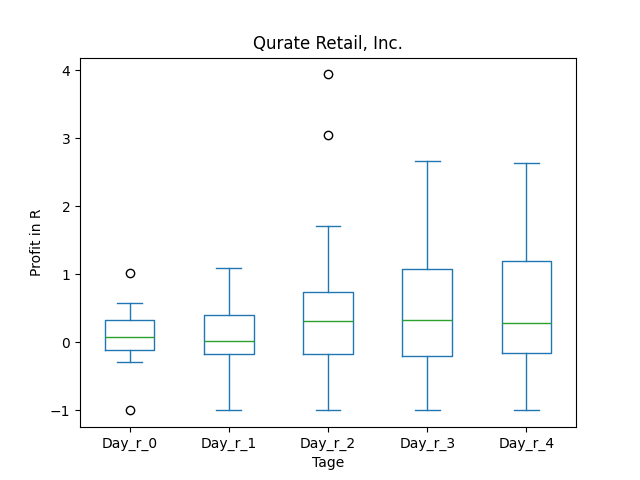 Qurate Retail, Inc.
Profit in R
4
3
2
1
0
−1
Day_r_0 Day_r_1 Day_r_2 Day_r_3 Day_r_4
Tage